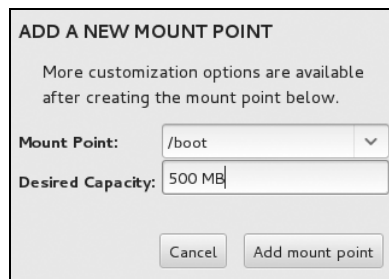 ADD A NEW MOUNT POINT
More customization options are available
after creating the mount point below.
Mount Point: /boot
Desired Capacity: 500 MB
Cancel Add mount point